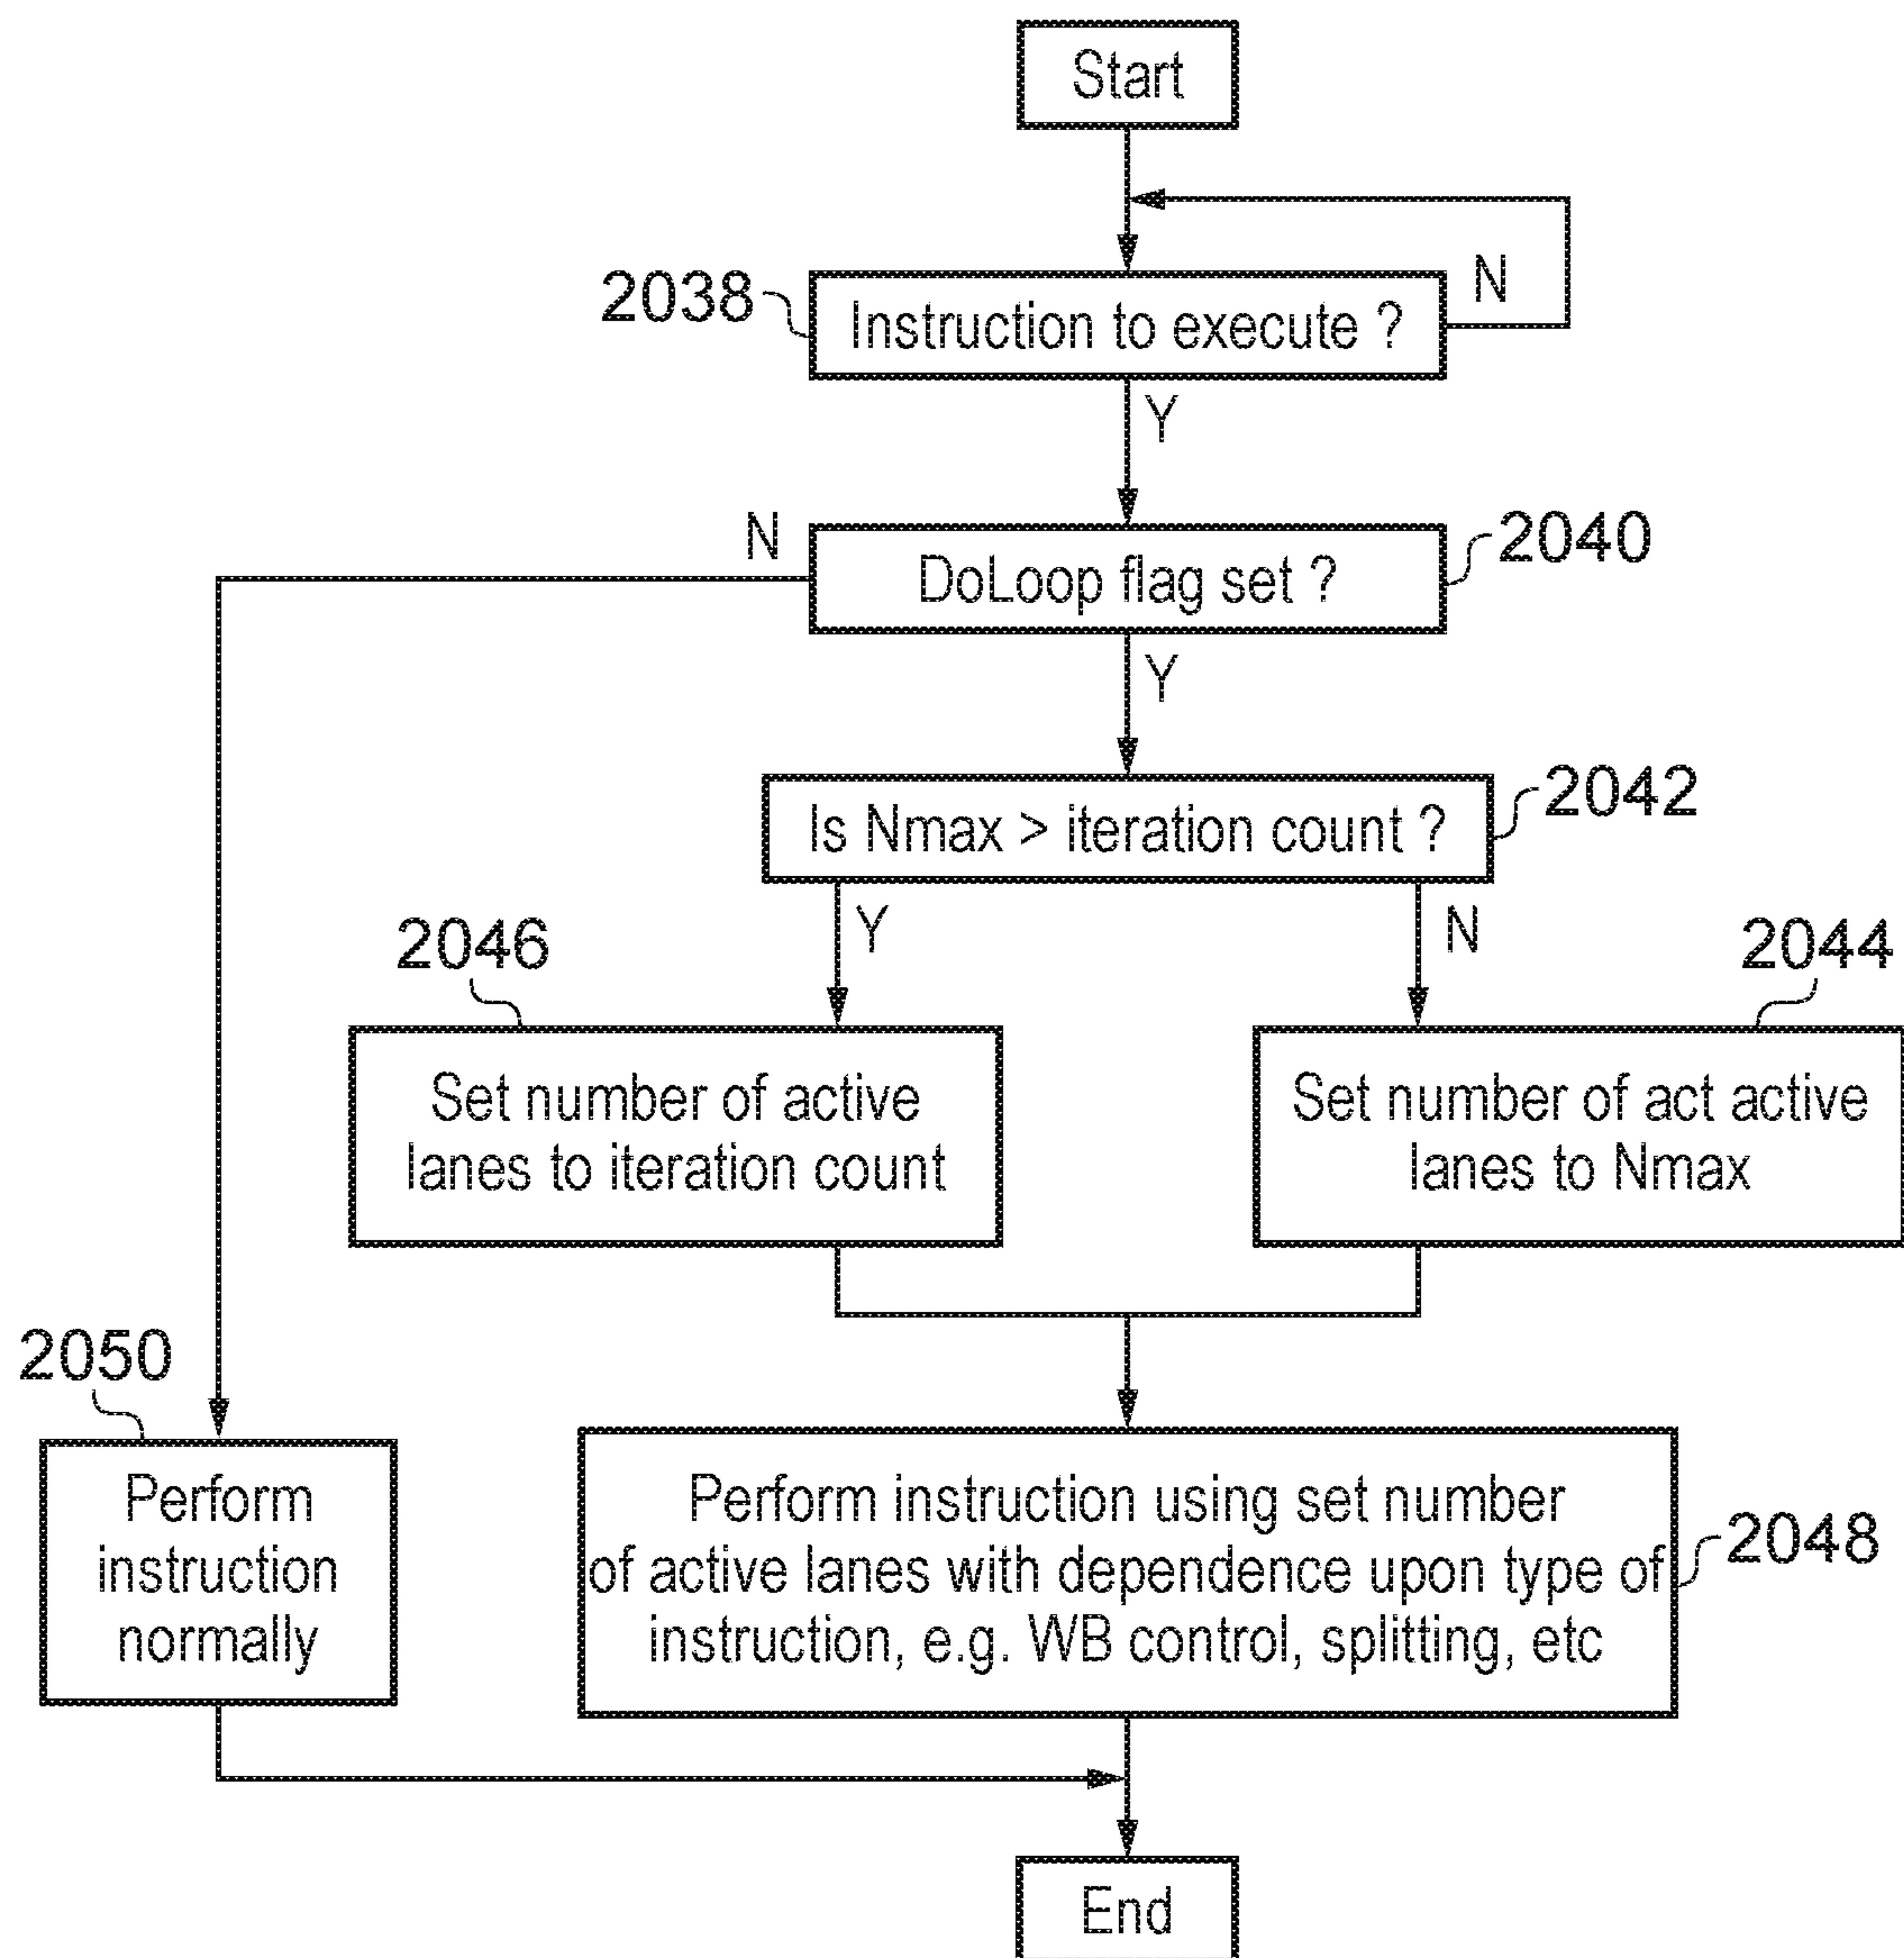 Start
N
2038
Instruction to execute ?
Y
N
2040
DoLoop flag set ?
Y
2042
Is Nmax > iteration count ?
Y
N
2046
2044
Set number of active
lanes to iteration count
Set number of act active
lanes to Nmax
2050
Perform
instruction
normally
Perform instruction using set number
of active lanes with dependence upon type of
instruction, e.g. WB control, splitting, etc
2048
End